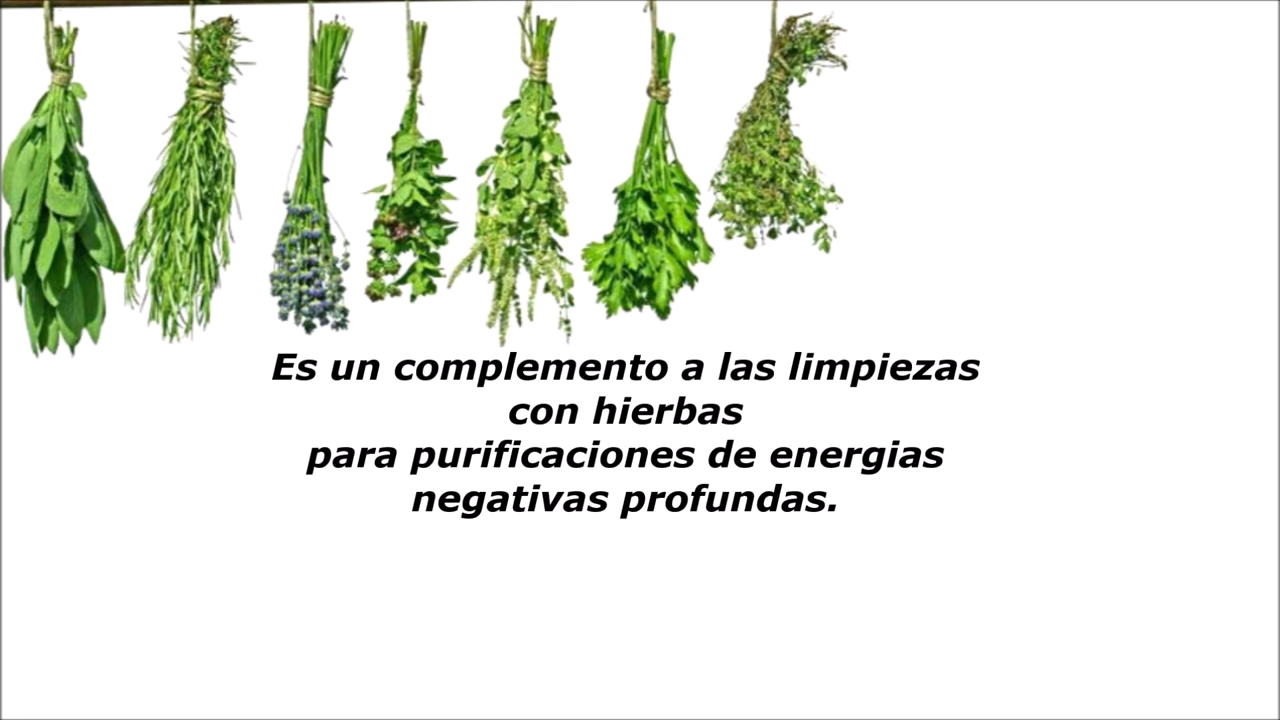 Es un complemento a las limpiezas
con hierbas
para purificaciones de energias
negativas profundas.